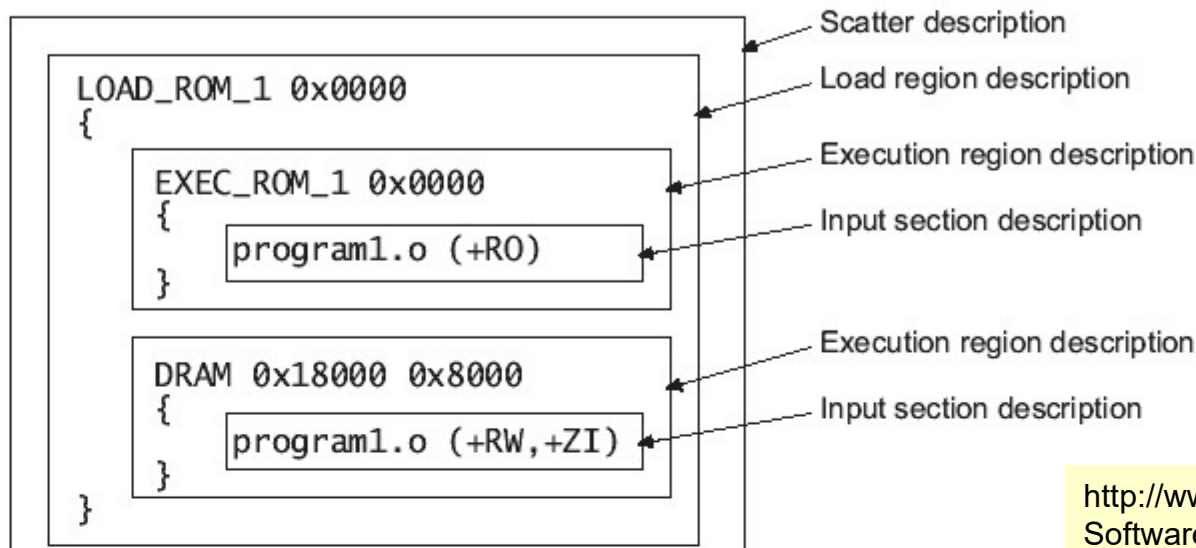 Scatter description
LOAD_ROM_1 0x0000
Load region description
{
Execution region description
EXEC_ROM_1 0x0000
{
Input section description
program1.o (+RO)
}
Execution region description
DRAM 0x18000 0x8000
{
Input section description
program1.o (+RW,+ZI)
}
}
http://ww
Software